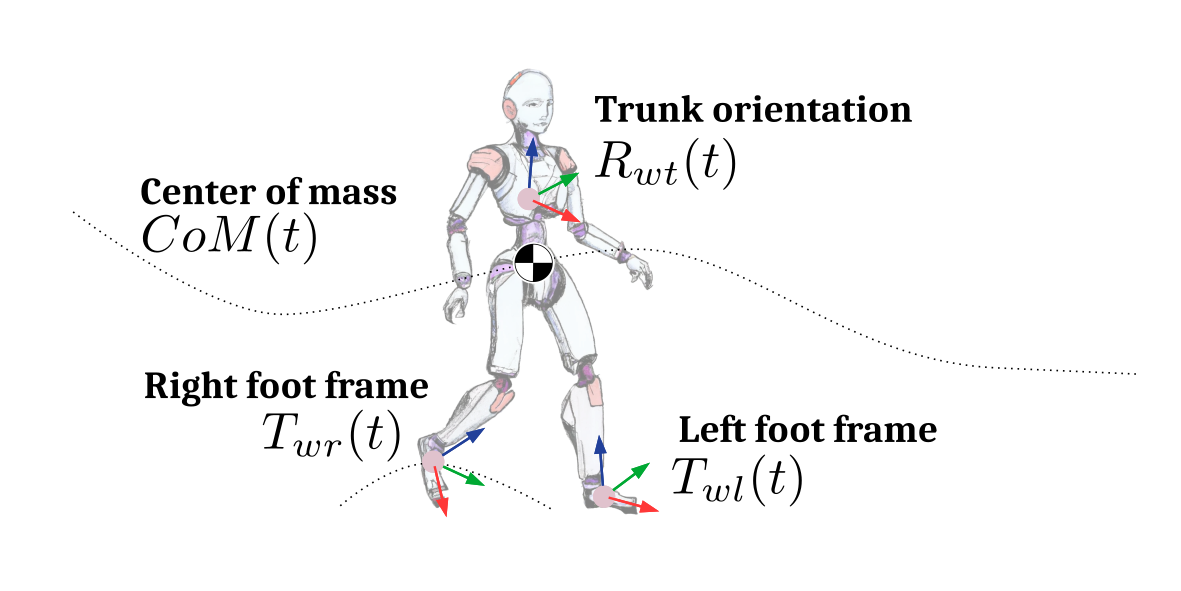 Trunk orientation
R_{wt}(t)
Center of mass
CoM(t)
Right foot frame
T_{wr}(t)
Left foot frame
T_{wl}(t)